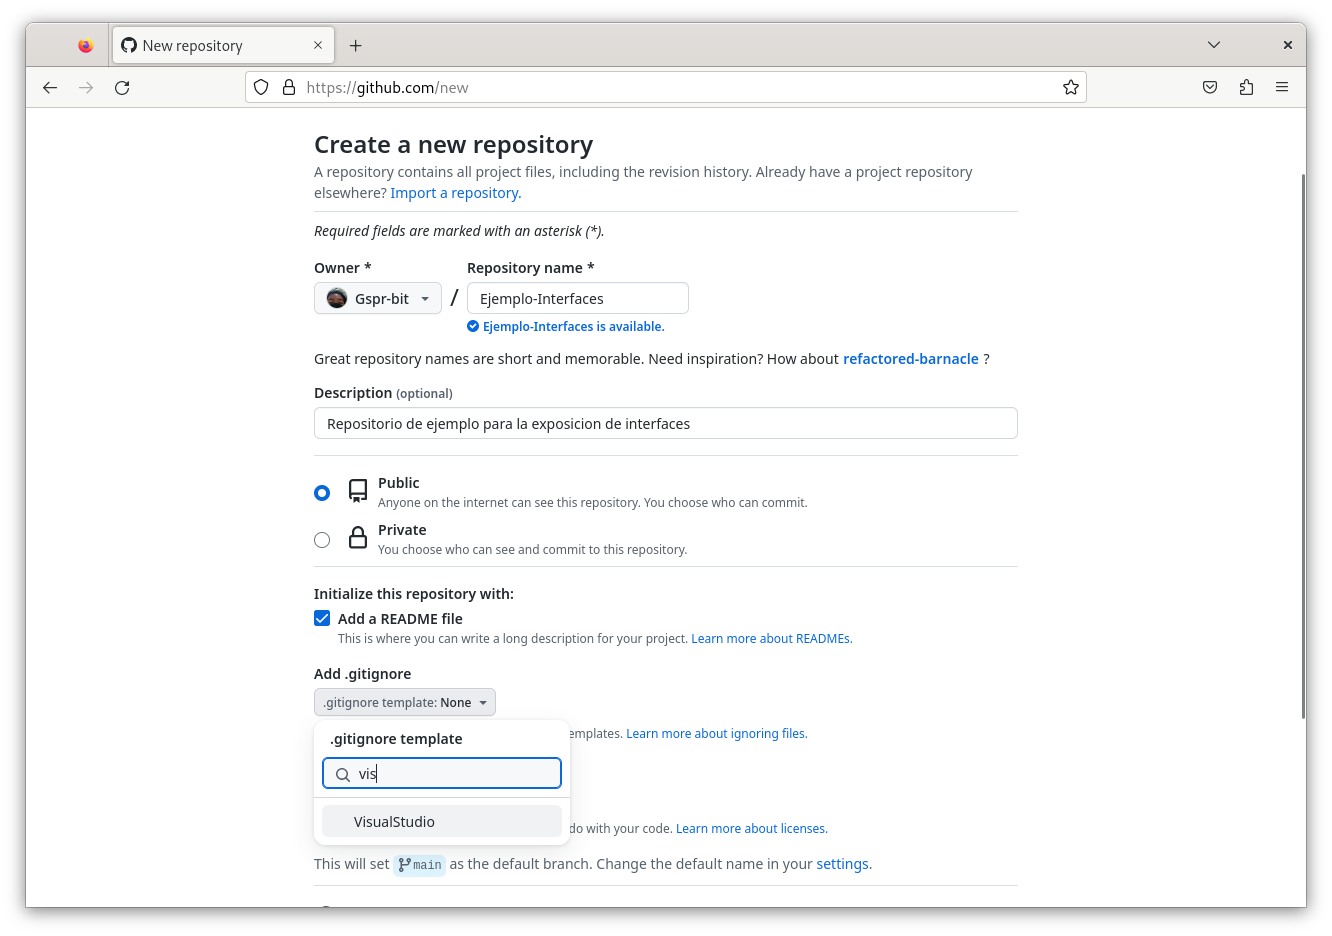 New repository
https://github.com/new
Create a new repository
A repository contains all project files, including the revision history. Already have a project repository
elsewhere? Import a repository.
Required fields are marked with an asterisk (*).
Owner *
Repository name *
Gspr-bit
/
Ejemplo-Interfaces
Ejemplo-Interfaces is available.
Great repository names are short and memorable. Need inspiration? How about refactored-barnacle ?
Description (optional)
Repositorio de ejemplo para la exposicion de interfaces
Public
Anyone on the internet can see this repository. You choose who can commit.
Private
You choose who can see and commit to this repository.
Initialize this repository with:
Add a README file
This is where you can write a long description for your project. Learn more about READMEs.
Add .gitignore
.gitignore template: None
emplates. Learn more about ignoring files.
.gitignore template
vis
VisualStudio
do with your code. Learn more about licenses.
This will set main as the default branch. Change the default name in your settings.